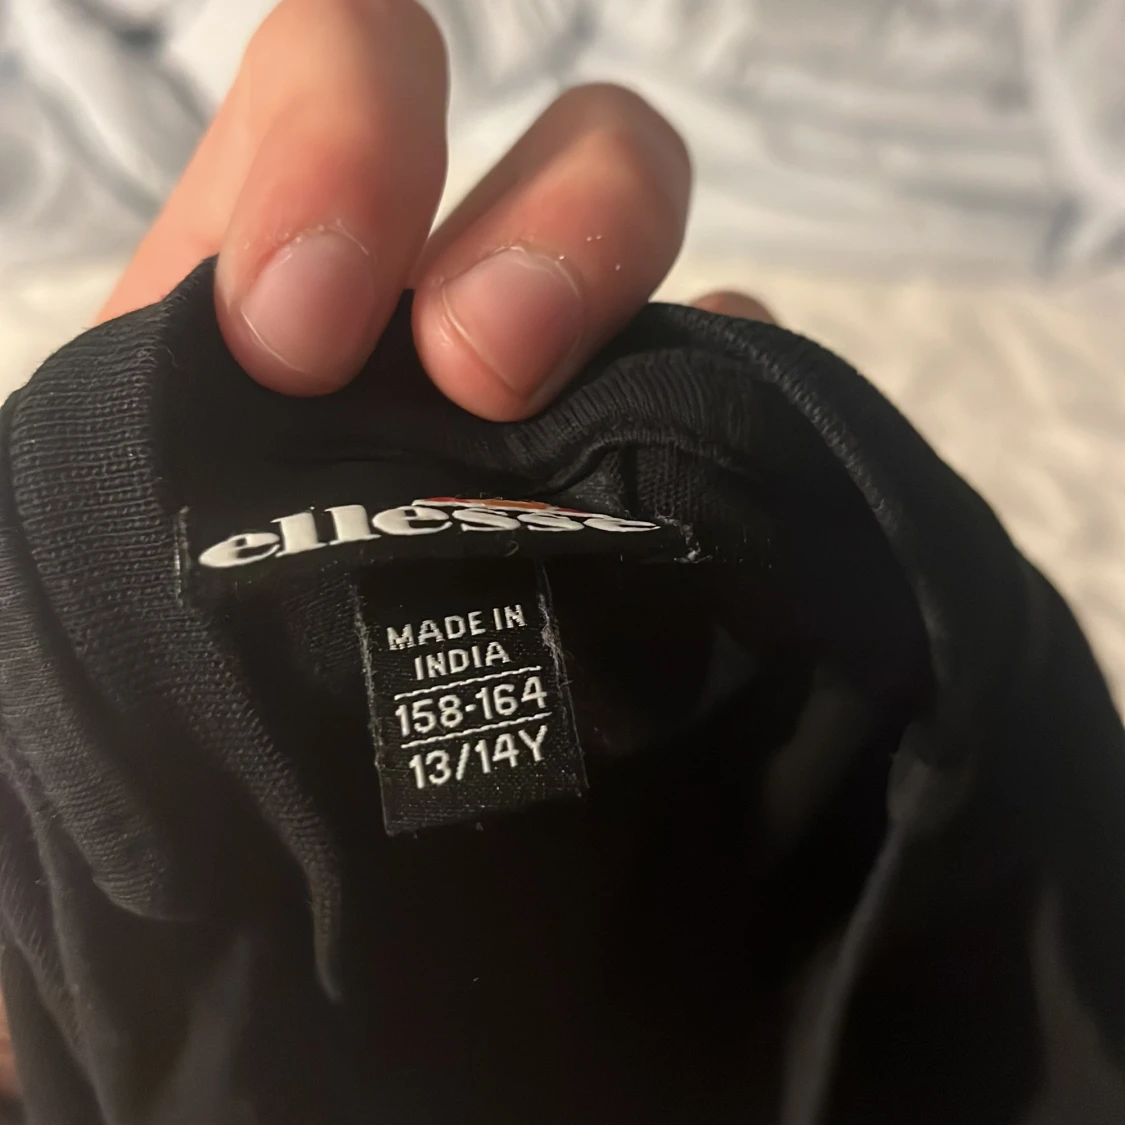 ellesse
MADE IN
INDIA
158-164
13/14Y